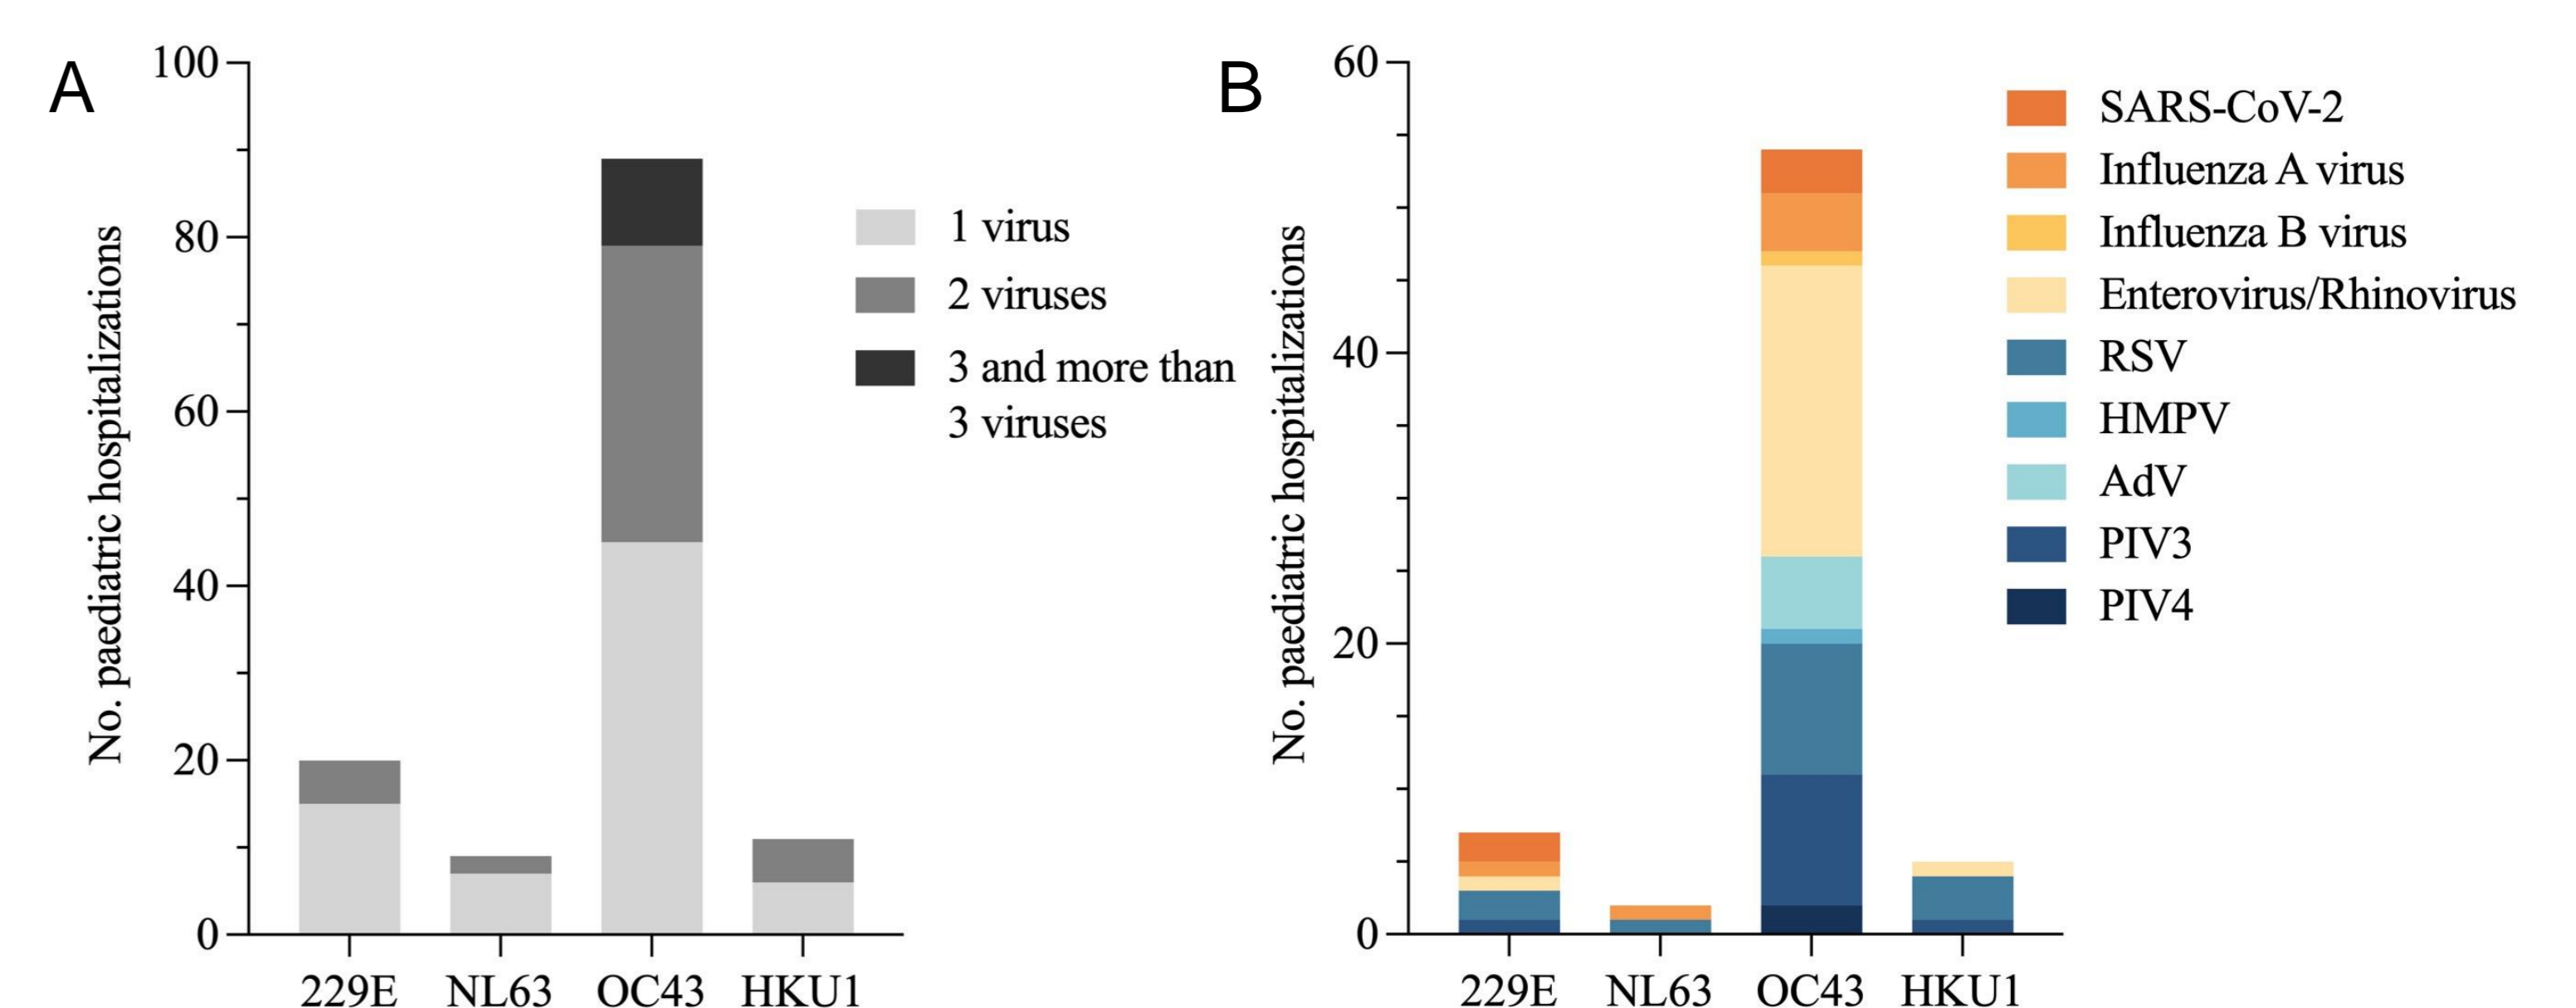 A
No. paediatric hospitalizations
100
80
60
40
20
0
229E NL63 OC43 HKU1
1 virus
2 viruses
3 and more than
3 viruses
B
No. paediatric hospitalizations
60
40
20
0
229E NL63 OC43 HKU1
SARS-CoV-2
Influenza A virus
Influenza B virus
Enterovirus/Rhinovirus
RSV
HMPV
AdV
PIV3
PIV4